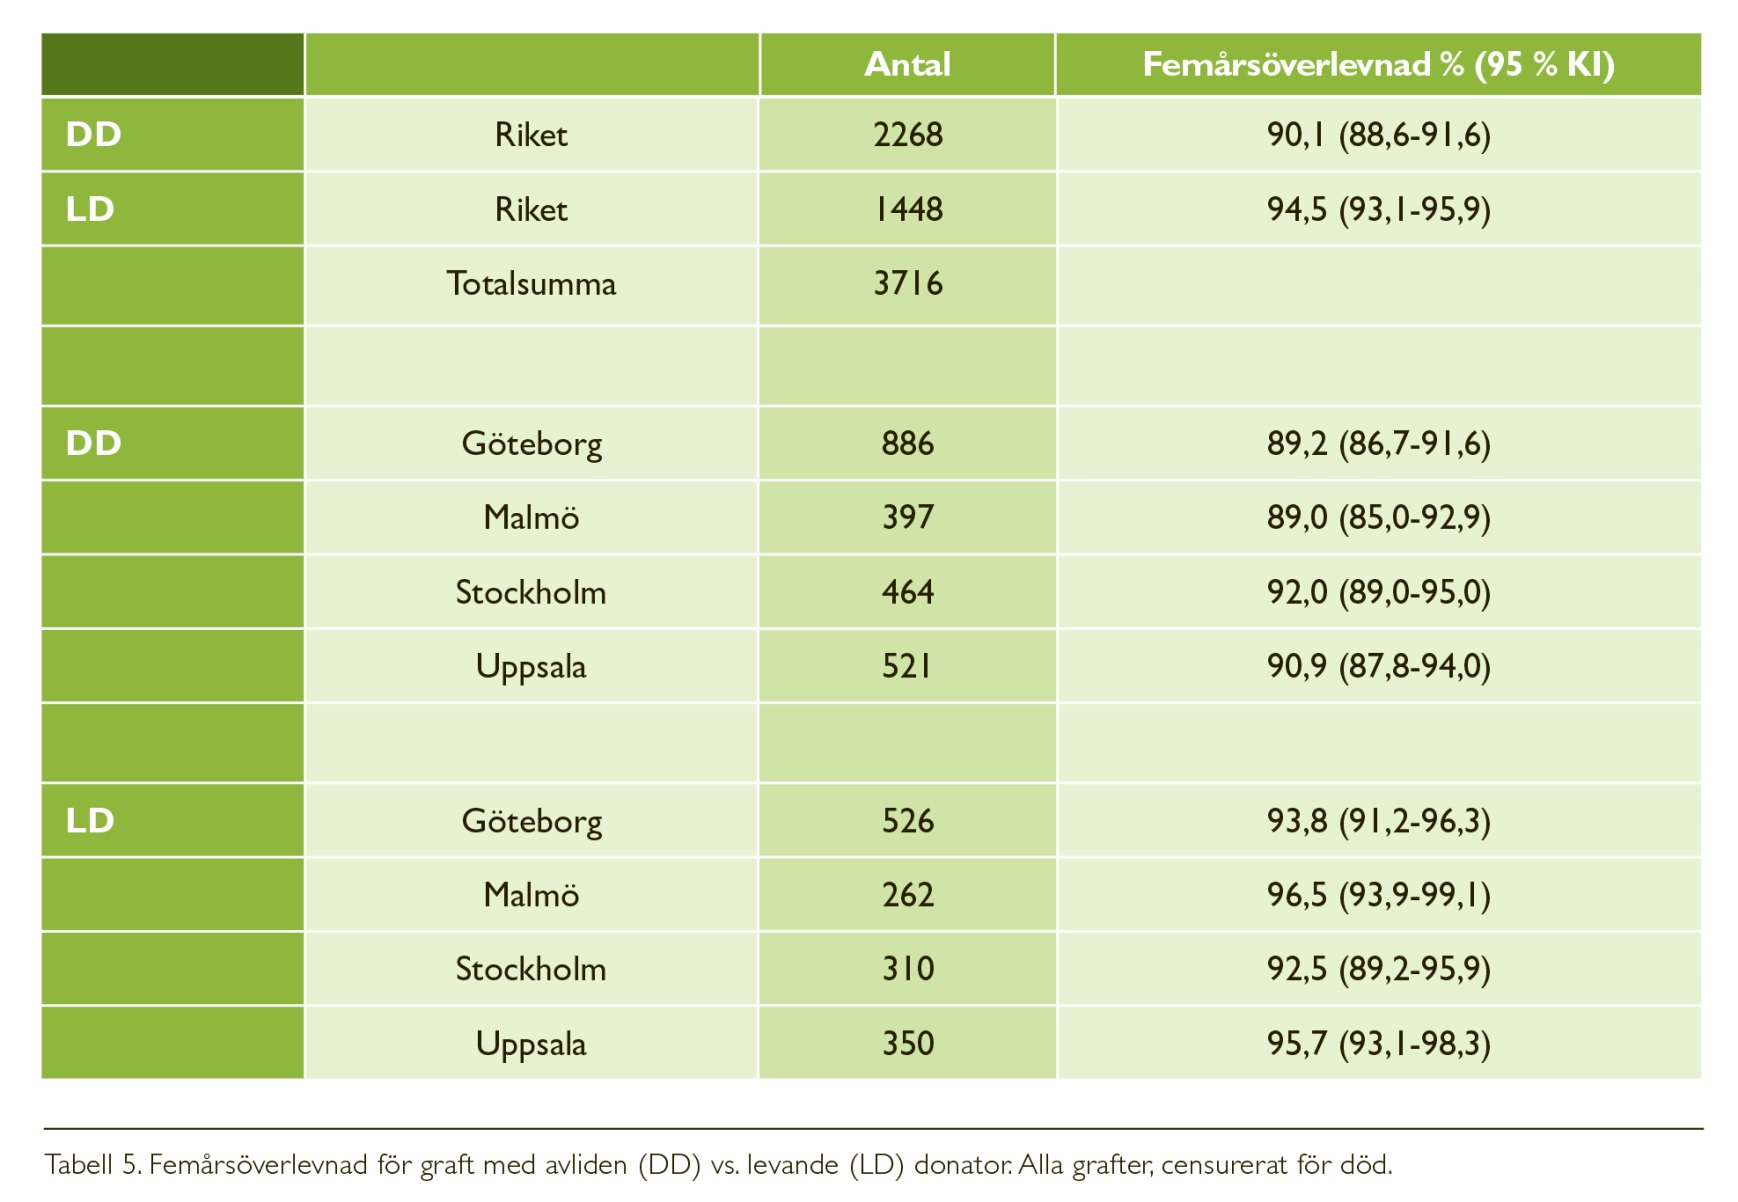 Antal Femårsöverlevnad % (95 % KI)
DD Riket 2268 90,1 (88,6-91,6)
LD Riket 1448 94,5 (93,1-95,9)
Totalsumma 3716
DD Göteborg 886 89,2 (86,7-91,6)
Malmö 397 89,0 (85,0-92,9)
Stockholm 464 92,0 (89,0-95,0)
Uppsala 521 90,9 (87,8-94,0)
LD Göteborg 526 93,8 (91,2-96,3)
Malmö 262 96,5 (93,9-99,1)
Stockholm 310 92,5 (89,2-95,9)
Uppsala 350 95,7 (93,1-98,3)
Tabell 5. Femårsöverlevnad för graft med avliden (DD) vs. levande (LD) donator. Alla grafter, censurerat för död.